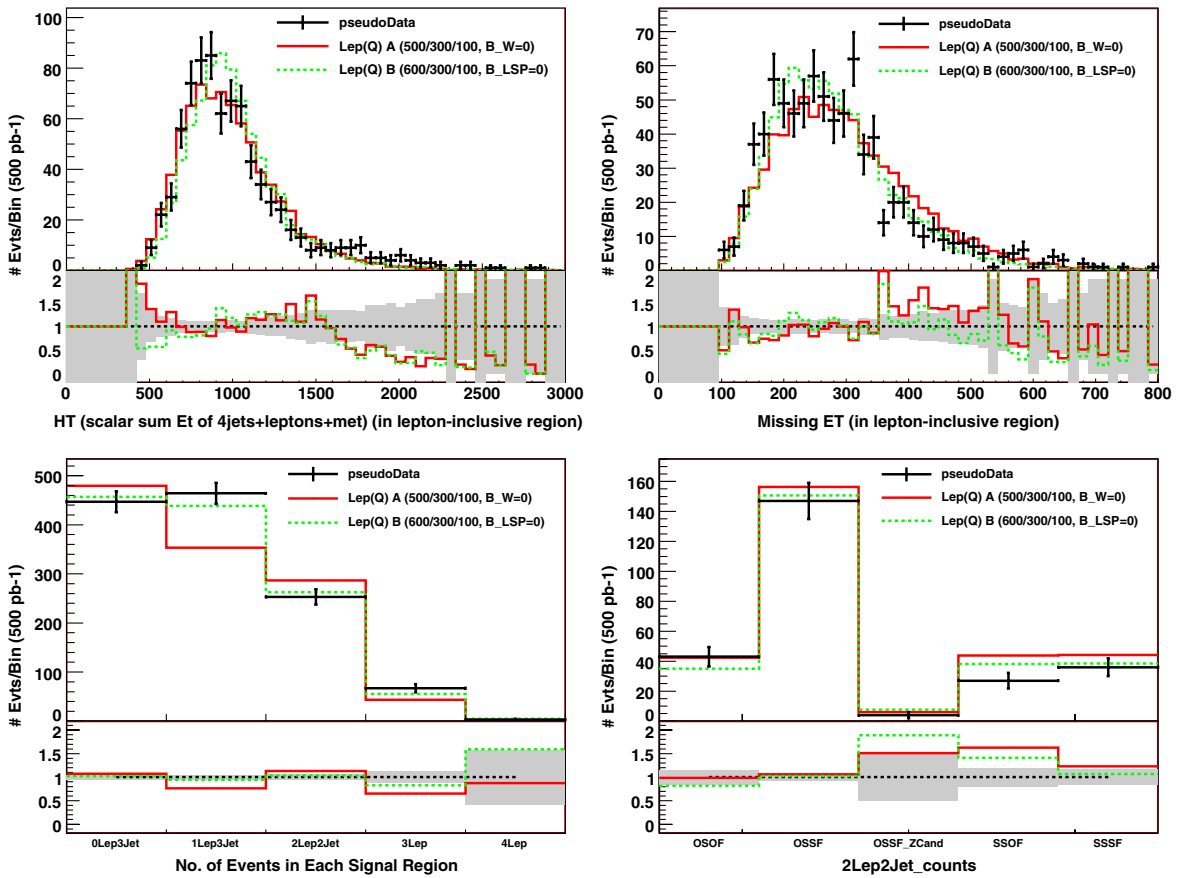 # Evts/Bin (500 pb-1)
100
80
60
40
20
0
pseudoData
Lep(Q) A (500/300/100, B_W=0)
Lep(Q) B (600/300/100, B_LSP=0)
1.5
1
0.5
0
0 500 1000 1500 2000 2500 3000
HT (scalar sum Et of 4jets+leptons+met) (in lepton-inclusive region)
# Evts/Bin (500 pb-1)
70
60
50
40
30
20
10
0
pseudoData
Lep(Q) A (500/300/100, B_W=0)
Lep(Q) B (600/300/100, B_LSP=0)
1.5
1
0.5
0
0 100 200 300 400 500 600 700 800
Missing ET (in lepton-inclusive region)
# Evts/Bin (500 pb-1)
500
400
300
200
100
0
pseudoData
Lep(Q) A (500/300/100, B_W=0)
Lep(Q) B (600/300/100, B_LSP=0)
2
1.5
1
0.5
0
0Lep3Jet 1Lep3Jet 2Lep2Jet 3Lep 4Lep
No. of Events in Each Signal Region
# Evts/Bin (500 pb-1)
160
140
120
100
80
60
40
20
0
pseudoData
Lep(Q) A (500/300/100, B_W=0)
Lep(Q) B (600/300/100, B_LSP=0)
2
1.5
1
0.5
0
OSOF OSSF OSSF_ZCand SSOF SSSF
2Lep2Jet_counts